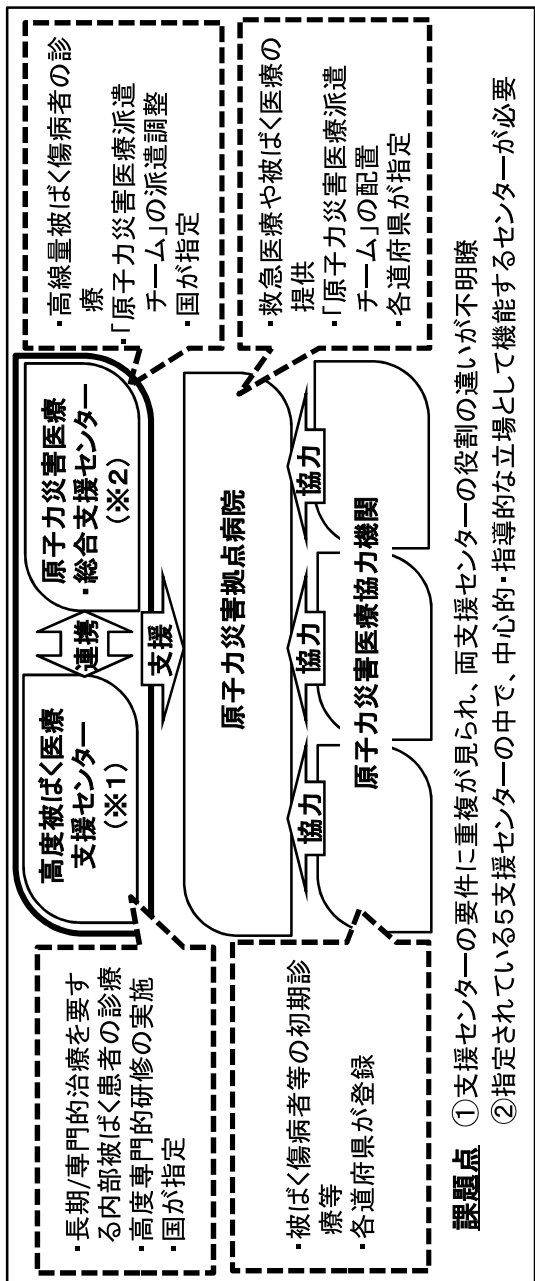 ・長期/専門的治療を要す
る内部被ばく患者の診療
・高度専門的研修の実施
・国が指定
高度被ばく医療
支援センター
(※1)
連携
原子力災害医療
・総合支援センター
(※2)
・高線量被ばく傷病者の診
療
・「原子力災害医療派遣
チーム」の派遣調整
・国が指定
支援
原子力災害拠点病院
・救急医療や被ばく医療の
提供
・「原子力災害医療派遣
チーム」の配置
・各道府県が指定
協力
協力
協力
・被ばく傷病者等の初期診
療等
・各道府県が登録
原子力災害医療協力機関
課題点 ①支援センターの要件に重複が見られ、両支援センターの役割の違いが不明瞭
②指定されている5支援センターの中で、中心的・指導的な立場として機能するセンターが必要